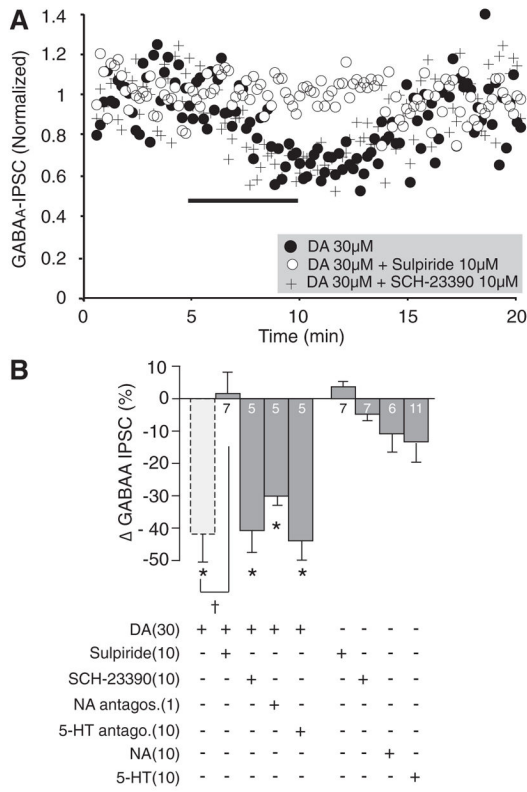 A
GABAA-IPSC (Normalized)
1.4
1.2
1
0.8
0.6
0.4
0.2
0
0
5
10
15
20
Time (min)
DA 30µM
DA 30µM + Sulpiride 10µM
DA 30µM + SCH-23390 10µM
B
Δ GABAA IPSC (%)
10
0
-10
-20
-30
- 40
-50
7 5 5 5 7 7 6 11
* * * *
†
DA(30) + + + + + - - - -
Sulpiride(10) - + - - - + - - -
SCH-23390(10) - - + - - - + - -
NA antagos.(1) - - - + - - - - -
5-HT antago.(10) - - - - + - - - -
NA(10) - - - - - - - + -
5-HT(10) - - - - - - - - +